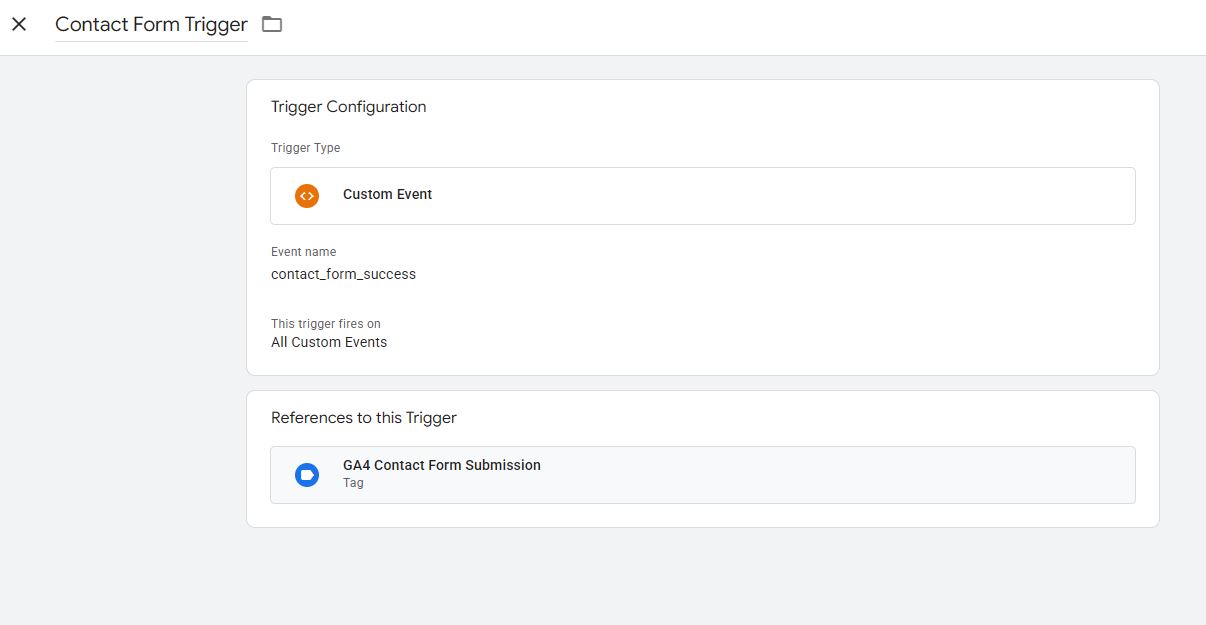 Contact Form Trigger
Trigger Configuration
Trigger Type
Custom Event
Event name
contact_form_success
This trigger fires on
All Custom Events
References to this Trigger
GA4 Contact Form Submission
Tag